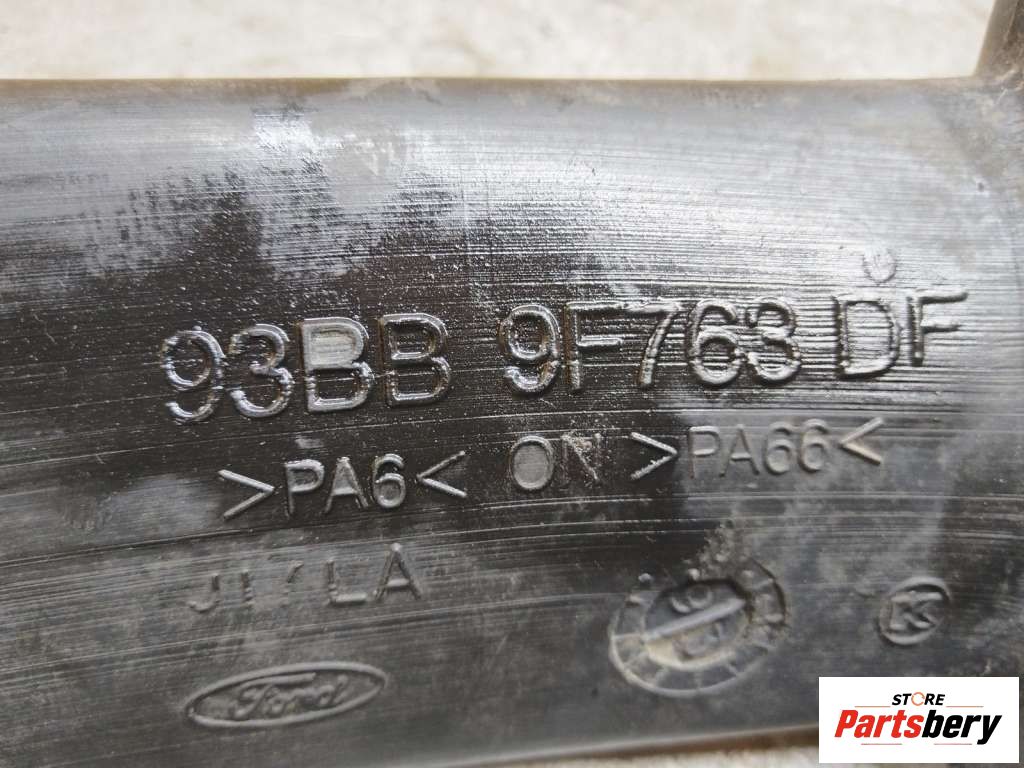 93BB 9F763 DF
>PA6< ON >PA66<
Ford
K
STORE
Partsbery